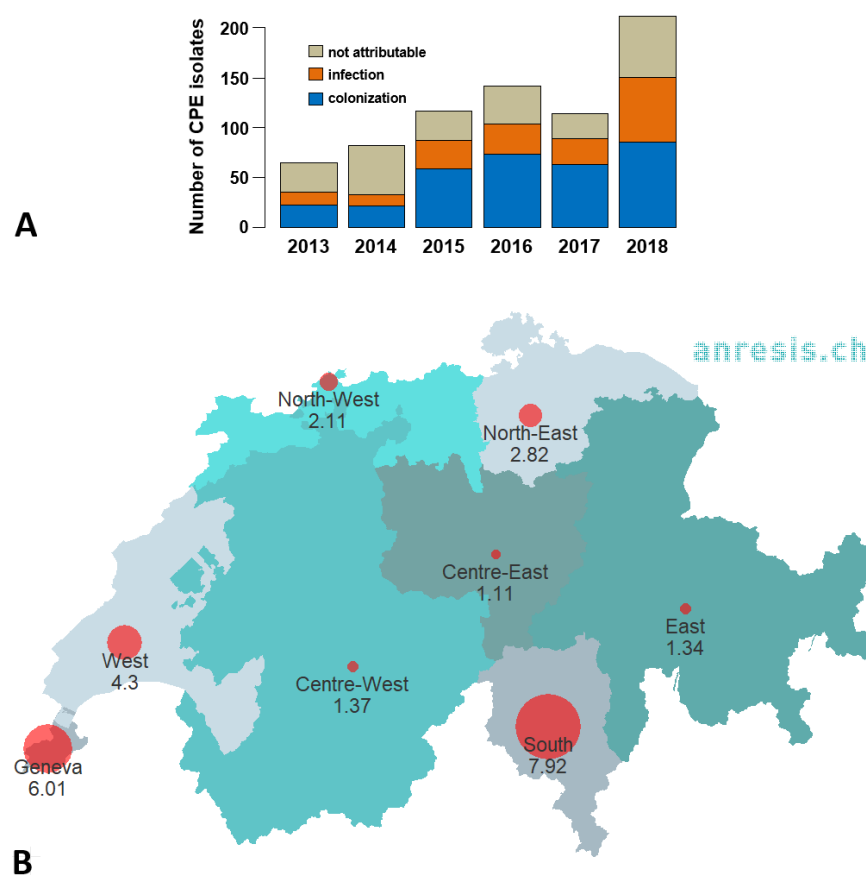 200
150
100
50
0
Number of CPE isolates
not attributable
infection
colonization
2013 2014 2015 2016 2017 2018
A
anresis.ch
North-West
2.11
North-East
2.82
Centre-East
1.11
East
1.34
West
4.3
Centre-West
1.37
South
7.92
Geneva
6.01
B